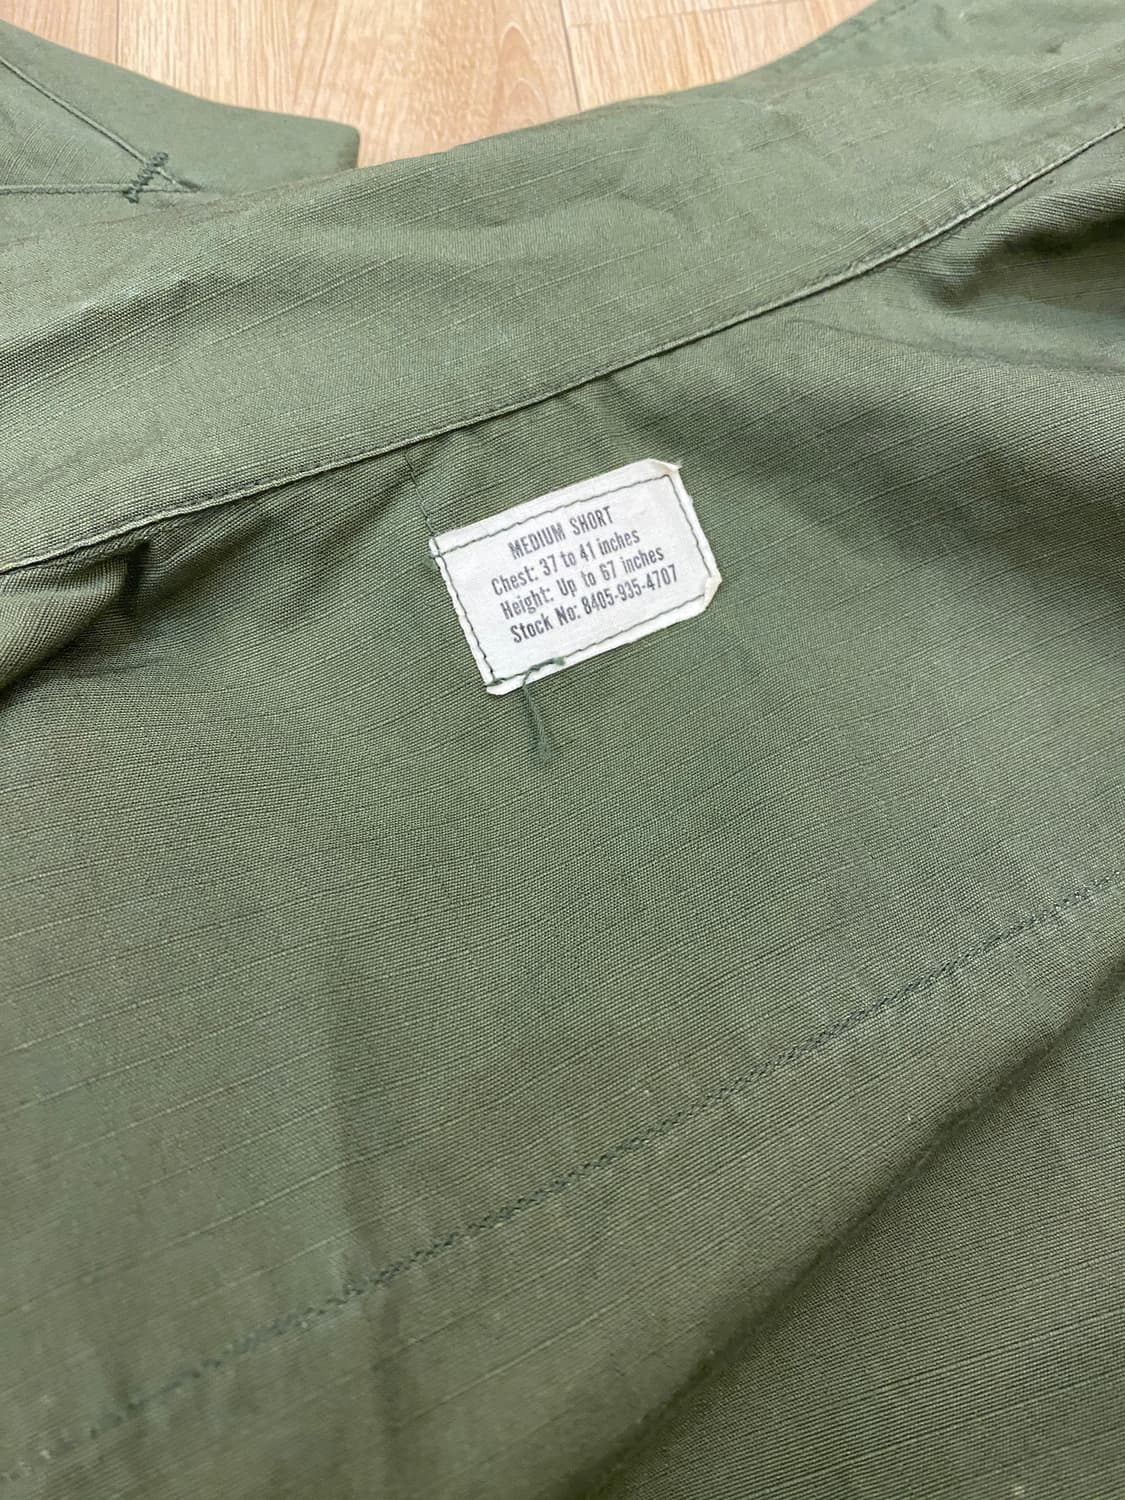 MEDIUM SHORT
Chest: 37 to 41 inches
Height: Up to 67 inches
Stock No: 8405-935-4707